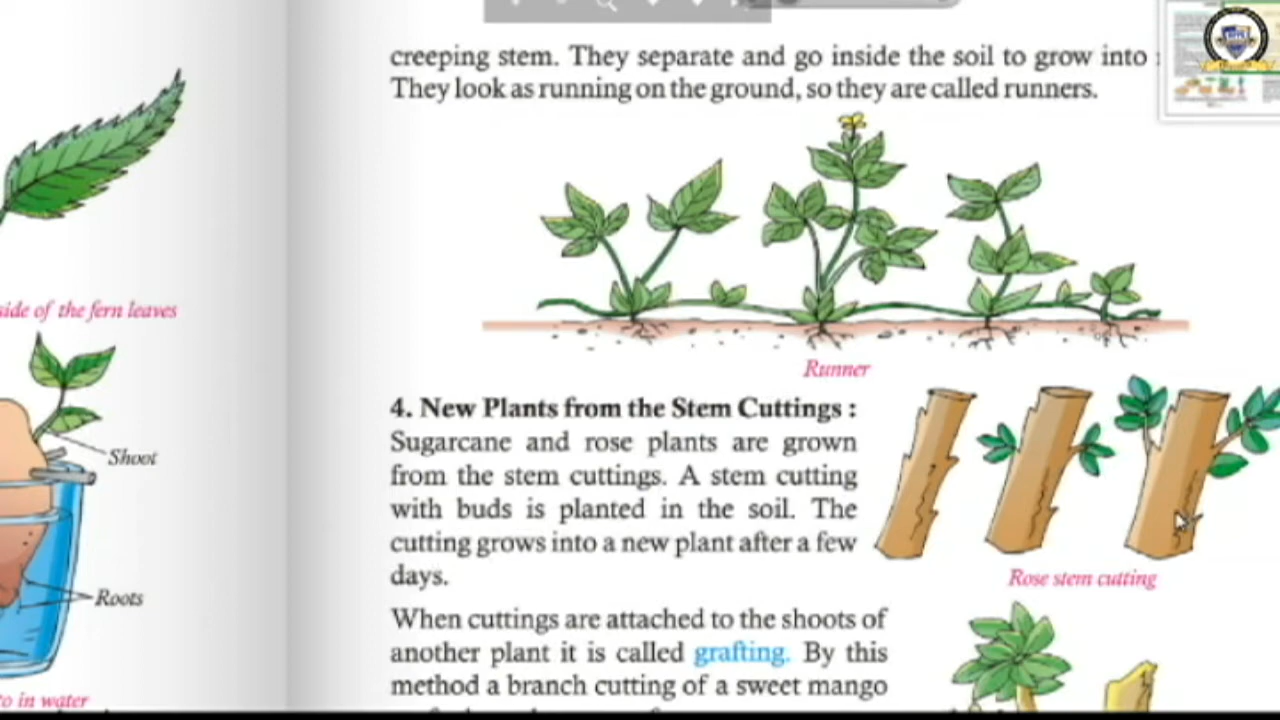 side of the fern leaves
Shoot
Roots
to in water
creeping stem. They separate and go inside the soil to grow into
They look as running on the ground, so they are called runners.
Runner
4. New Plants from the Stem Cuttings :
Sugarcane and rose plants are grown
from the stem cuttings. A stem cutting
with buds is planted in the soil. The
cutting grows into a new plant after a few
days.
Rose stem cutting
When cuttings are attached to the shoots of
another plant it is called grafting. By this
method a branch cutting of a sweet mango